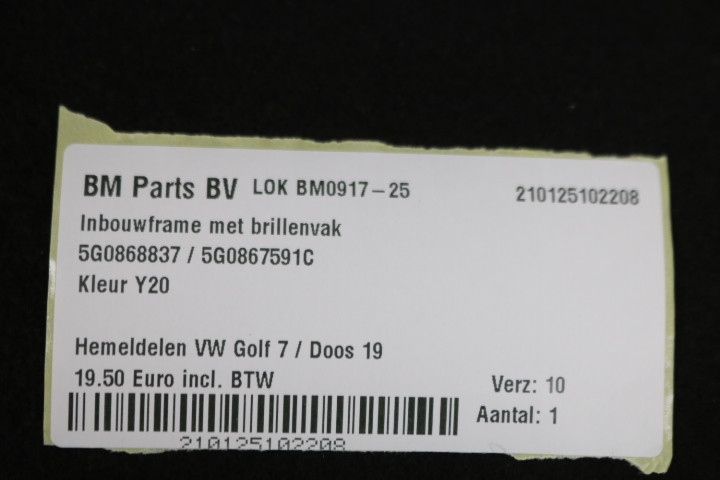 BM Parts BV LOK BM0917-25 210125102208
Inbouwframe met brillenvak
5G0868837 / 5G0867591C
Kleur Y20
Hemeldelen VW Golf 7 / Doos 19
19.50 Euro incl. BTW Verz: 10
Aantal: 1
210125102208